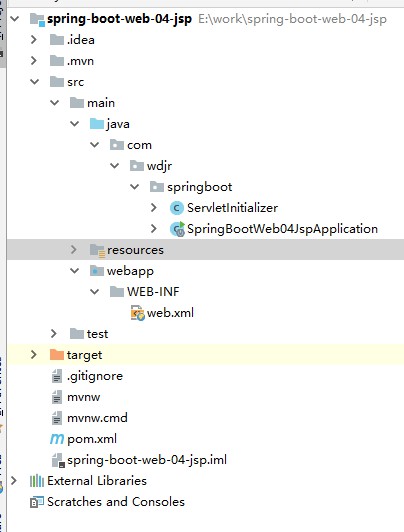 spring-boot-web-04-jsp E:\work\spring-boot-web-04-jsp
.idea
.mvn
src
main
java
com
wdjr
springboot
ServletInitializer
SpringBootWeb04JspApplication
resources
webapp
WEB-INF
web.xml
test
target
.gitignore
mvnw
mvnw.cmd
pom.xml
spring-boot-web-04-jsp.iml
External Libraries
Scratches and Consoles